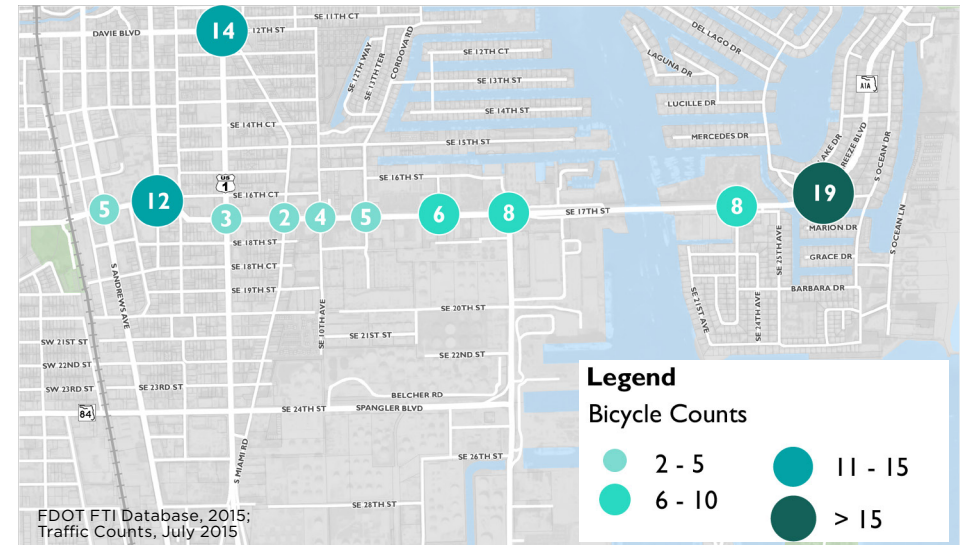 SE 11TH CT
DAVIE BLVD
14
12TH ST
DEL LAGO DR
SE 12TH WAY
SE 13TH TER
CORDOVA RD
SE 12TH CT
LAGUNA DR
SE 13TH ST
A1A
LUCILLE DR
SE 14TH ST
SE 14TH CT
MERCEDES DR
SE 15TH ST
LAKE DR
REEZE BLVD
S OCEAN DR
SE 16TH ST
US
1
SE 16TH CT
5
12
3
2
4
5
6
8
SE 17TH ST
8
19
S OCEAN LN
MARION DR
SE 18TH ST
SE 25TH AVE
GRACE DR
SE 18TH CT
S ANDREWS AVE
SE 19TH ST
BARBARA DR
SE 10TH AVE
SE 20TH ST
SE 21ST AVE
SE 24TH AVE
SE 21ST ST
SW 21ST ST
SE 22ND ST
SW 22ND ST
SW 23RD ST
SE 23RD ST
BELCHER RD
84
SE 24TH ST
SPANGLER BLVD
S MIAMI RD
SE 26TH ST
SE 28TH ST
Legend
Bicycle Counts
2 - 5
11 - 15
6 - 10
> 15
FDOT FTI Database, 2015;
Traffic Counts, July 2015